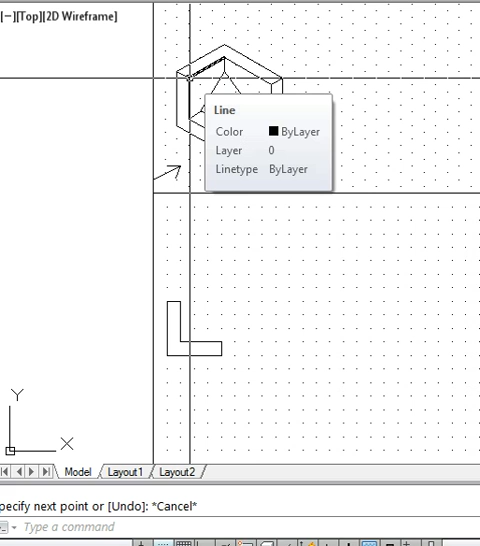 [−][Top][2D Wireframe]
Line
Color ByLayer
Layer 0
Linetype ByLayer
Y
X
Model Layout1 Layout2
pecify next point or [Undo]: *Cancel*
Type a command